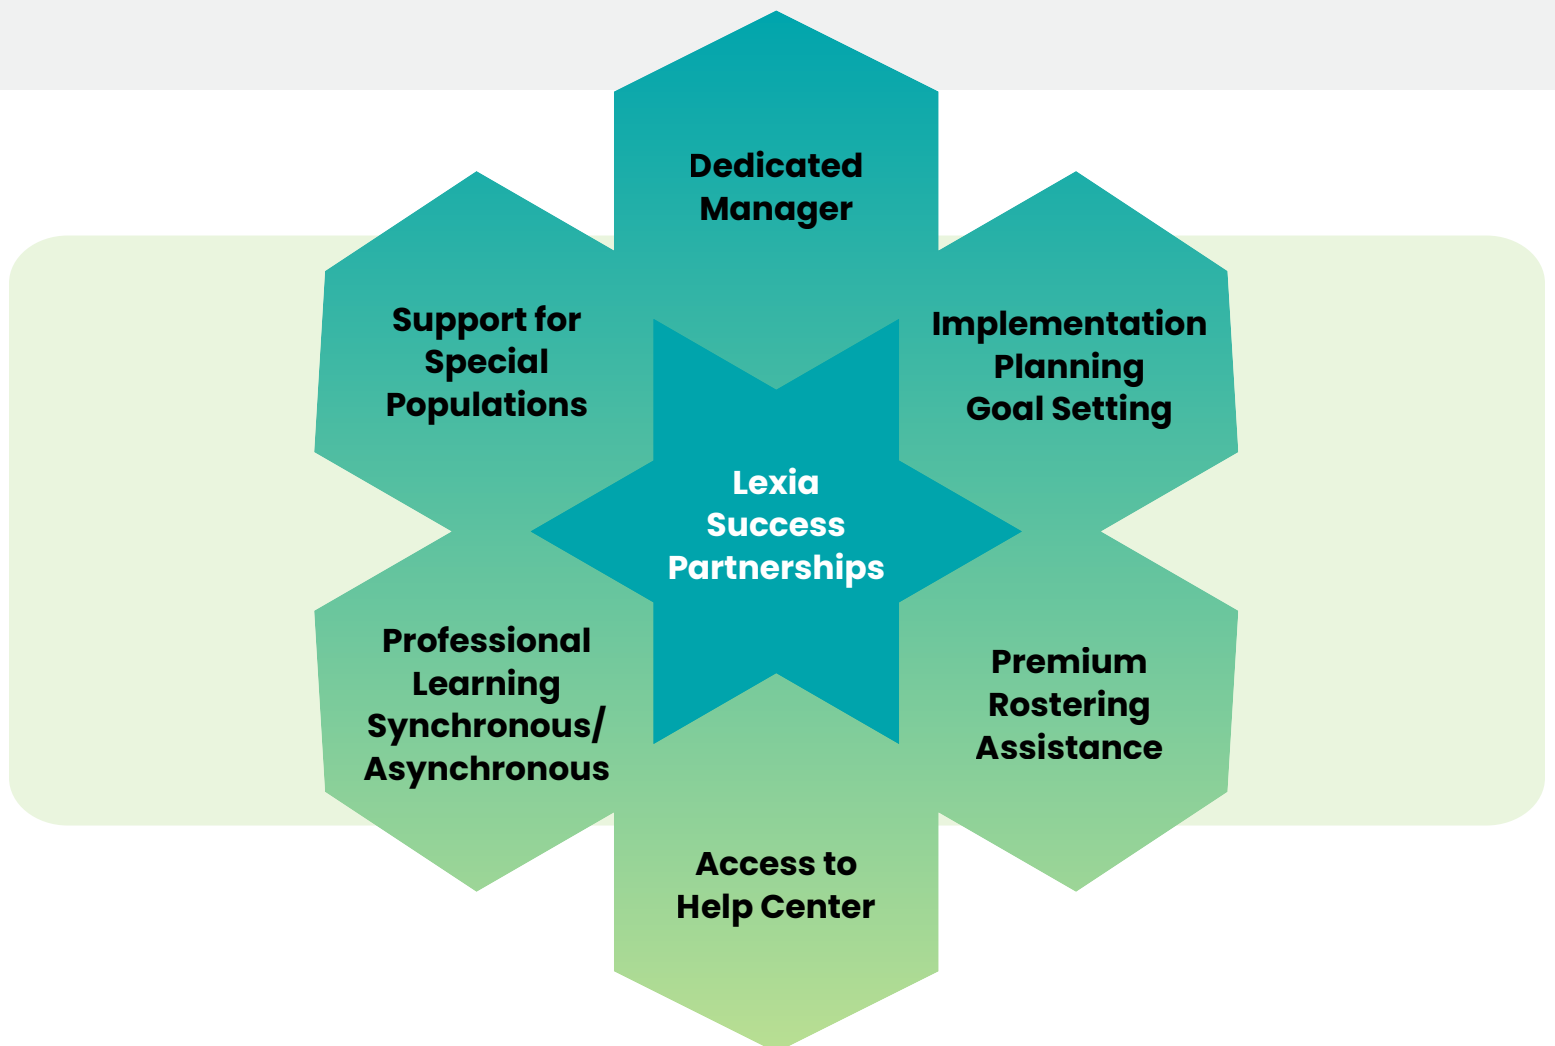 Dedicated
Manager
Support for
Special
Populations
Implementation
Planning
Goal Setting
Lexia
Success
Partnerships
Professional
Learning
Synchronous/
Asynchronous
Premium
Rostering
Assistance
Access to
Help Center